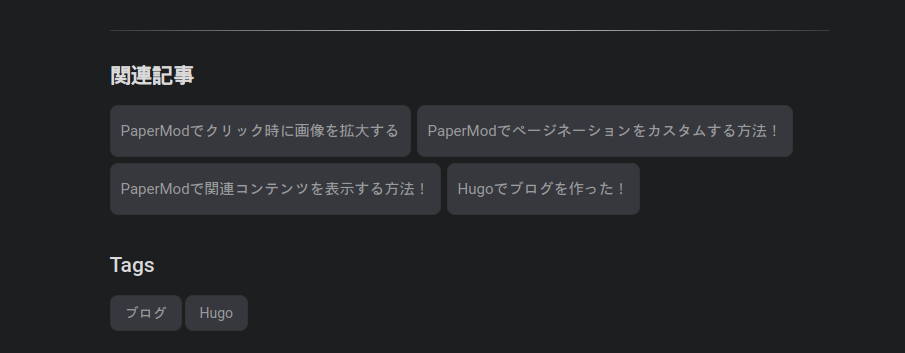 関連記事
PaperModでクリック時に画像を拡大する PaperModでページネーションをカスタムする方法！
PaperModで関連コンテンツを表示する方法！ Hugoでブログを作った！
Tags
ブログ Hugo